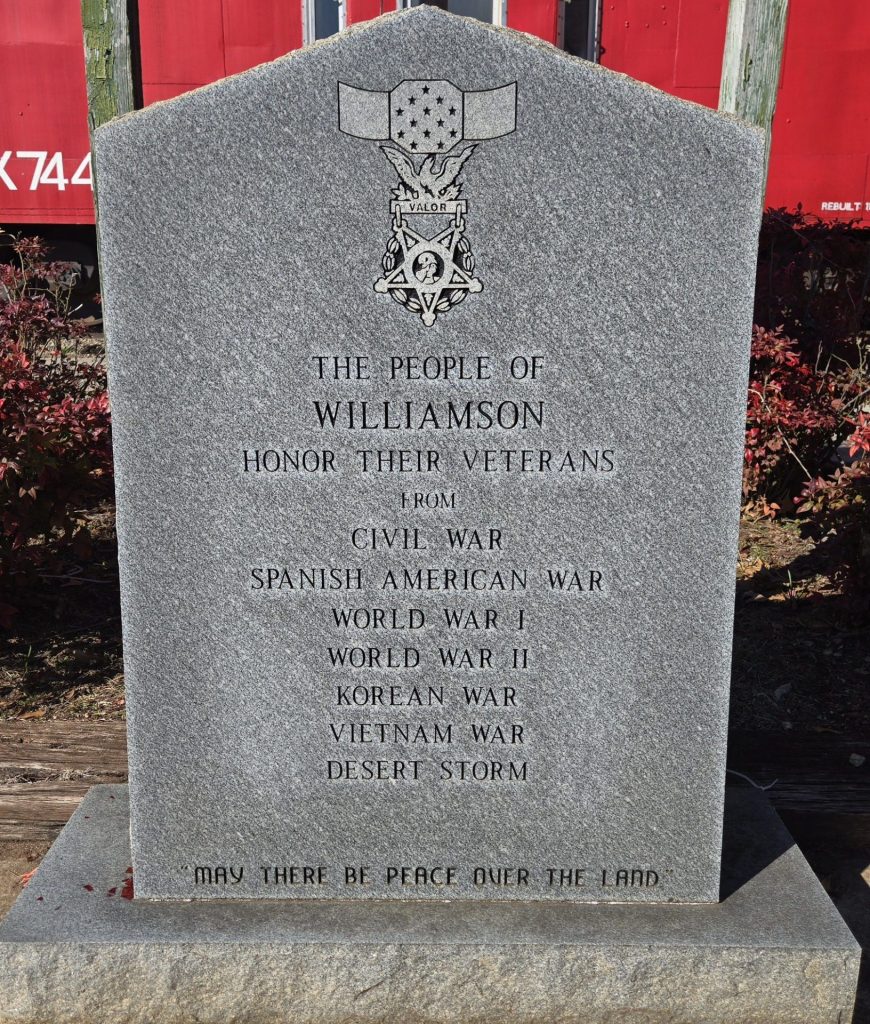 X744
REBUILT
VALOR
THE PEOPLE OF
WILLIAMSON
HONOR THEIR VETERANS
FROM
CIVIL WAR
SPANISH AMERICAN WAR
WORLD WAR I
WORLD WAR II
KOREAN WAR
VIETNAM WAR
DESERT STORM
"MAY THERE BE PEACE OVER THE LAND"